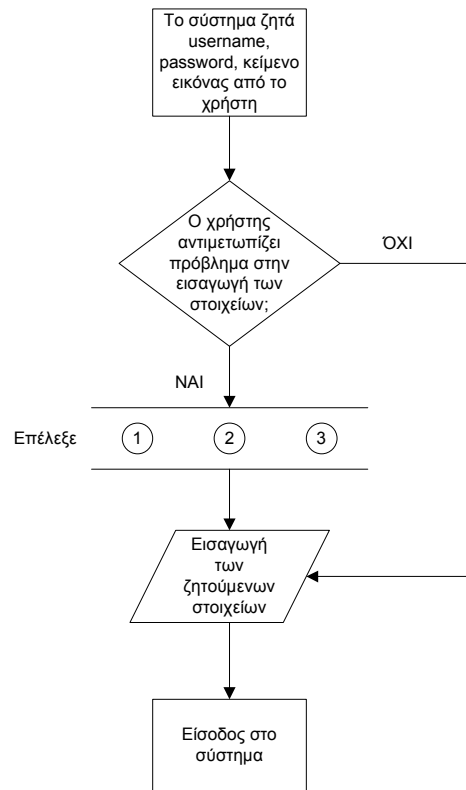 Το σύστημα ζητά
username,
password, κείμενο
εικόνας από το
χρήστη
Ο χρήστης
αντιμετωπίζει
πρόβλημα στην
εισαγωγή των
στοιχείων;
ΌΧΙ
ΝΑΙ
Επέλεξε 1 2 3
Εισαγωγή
των
ζητούμενων
στοιχείων
Είσοδος στο
σύστημα